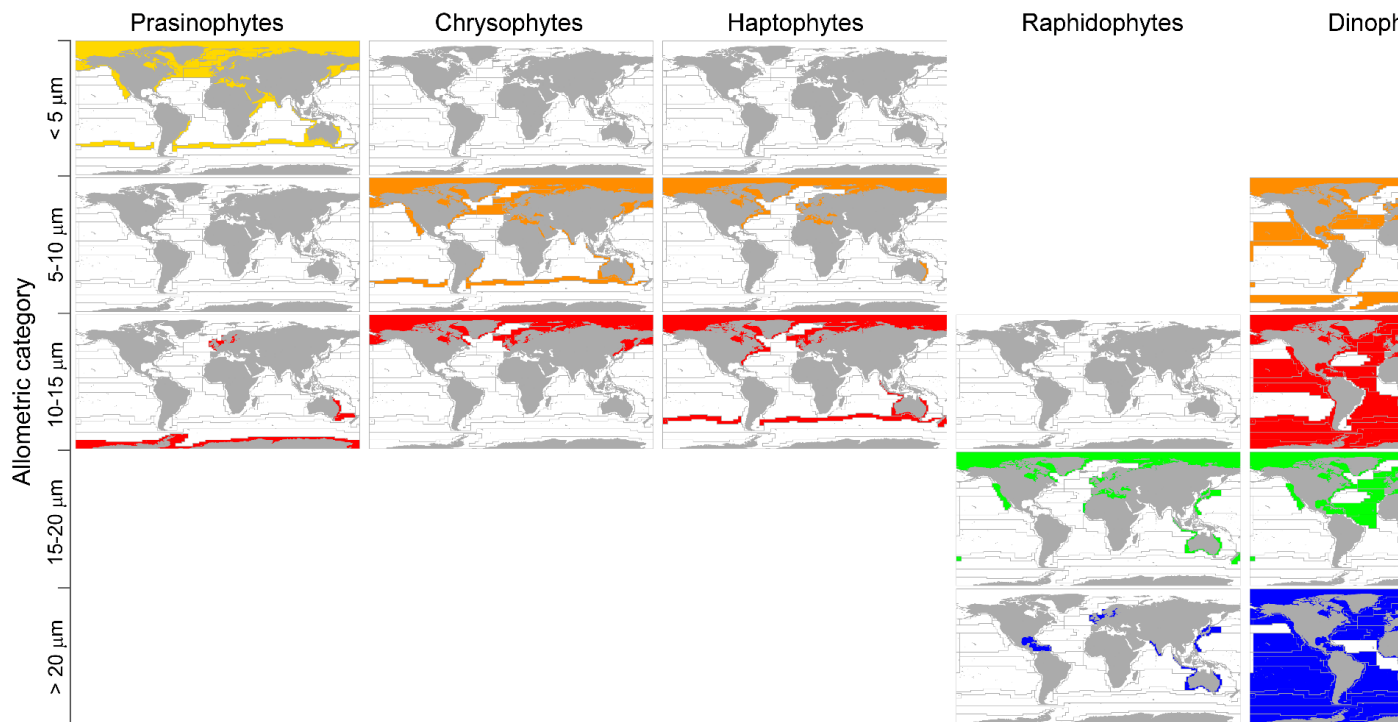 Prasinophytes Chrysophytes Haptophytes Raphidophytes Dinoph
Allometric category
< 5 µm
5-10 µm
10-15 µm
15-20 µm
> 20 µm